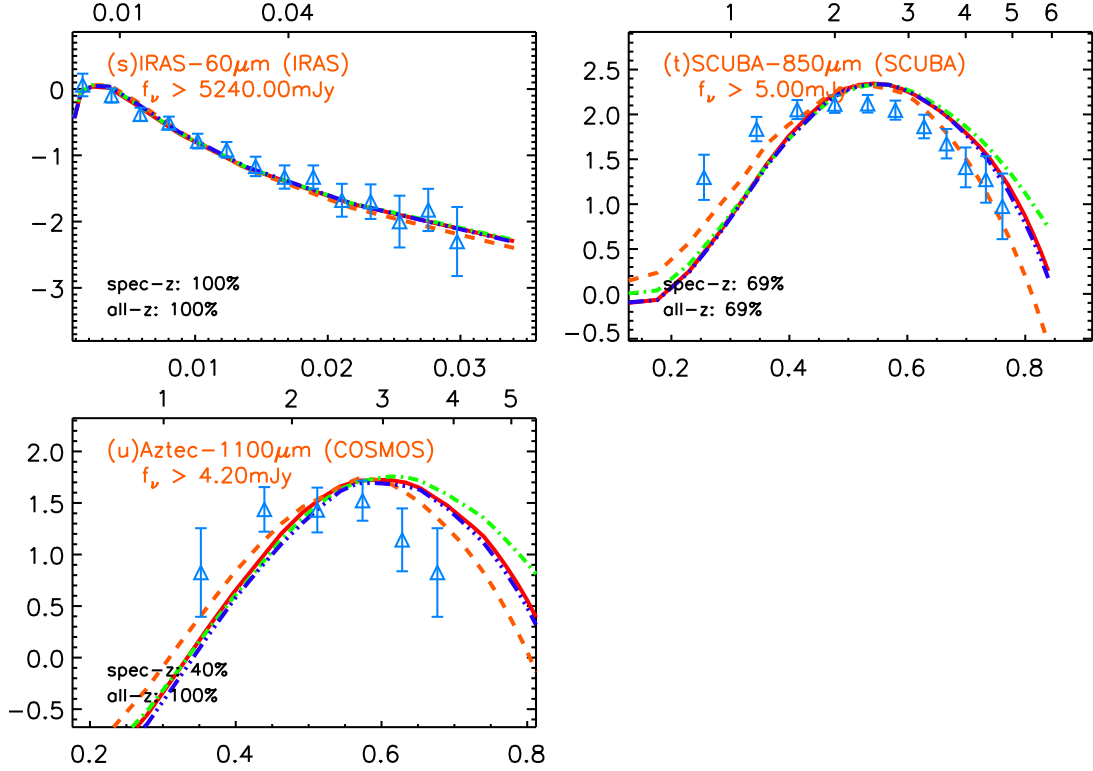 0.01 0.04
(s)IRAS−60μm (IRAS)
fν > 5240.00mJy
0
−1
−2
−3
spec−z: 100%
all−z: 100%
0.01 0.02 0.03
1 2 3 4 5 6
(t)SCUBA−850μm (SCUBA)
fν > 5.00mJy
2.5
2.0
1.5
1.0
0.5
0.0
−0.5
spec−z: 69%
all−z: 69%
0.2 0.4 0.6 0.8
1 2 3 4 5
(u)Aztec−1100μm (COSMOS)
fν > 4.20mJy
2.0
1.5
1.0
0.5
0.0
−0.5
spec−z: 40%
all−z: 100%
0.2 0.4 0.6 0.8